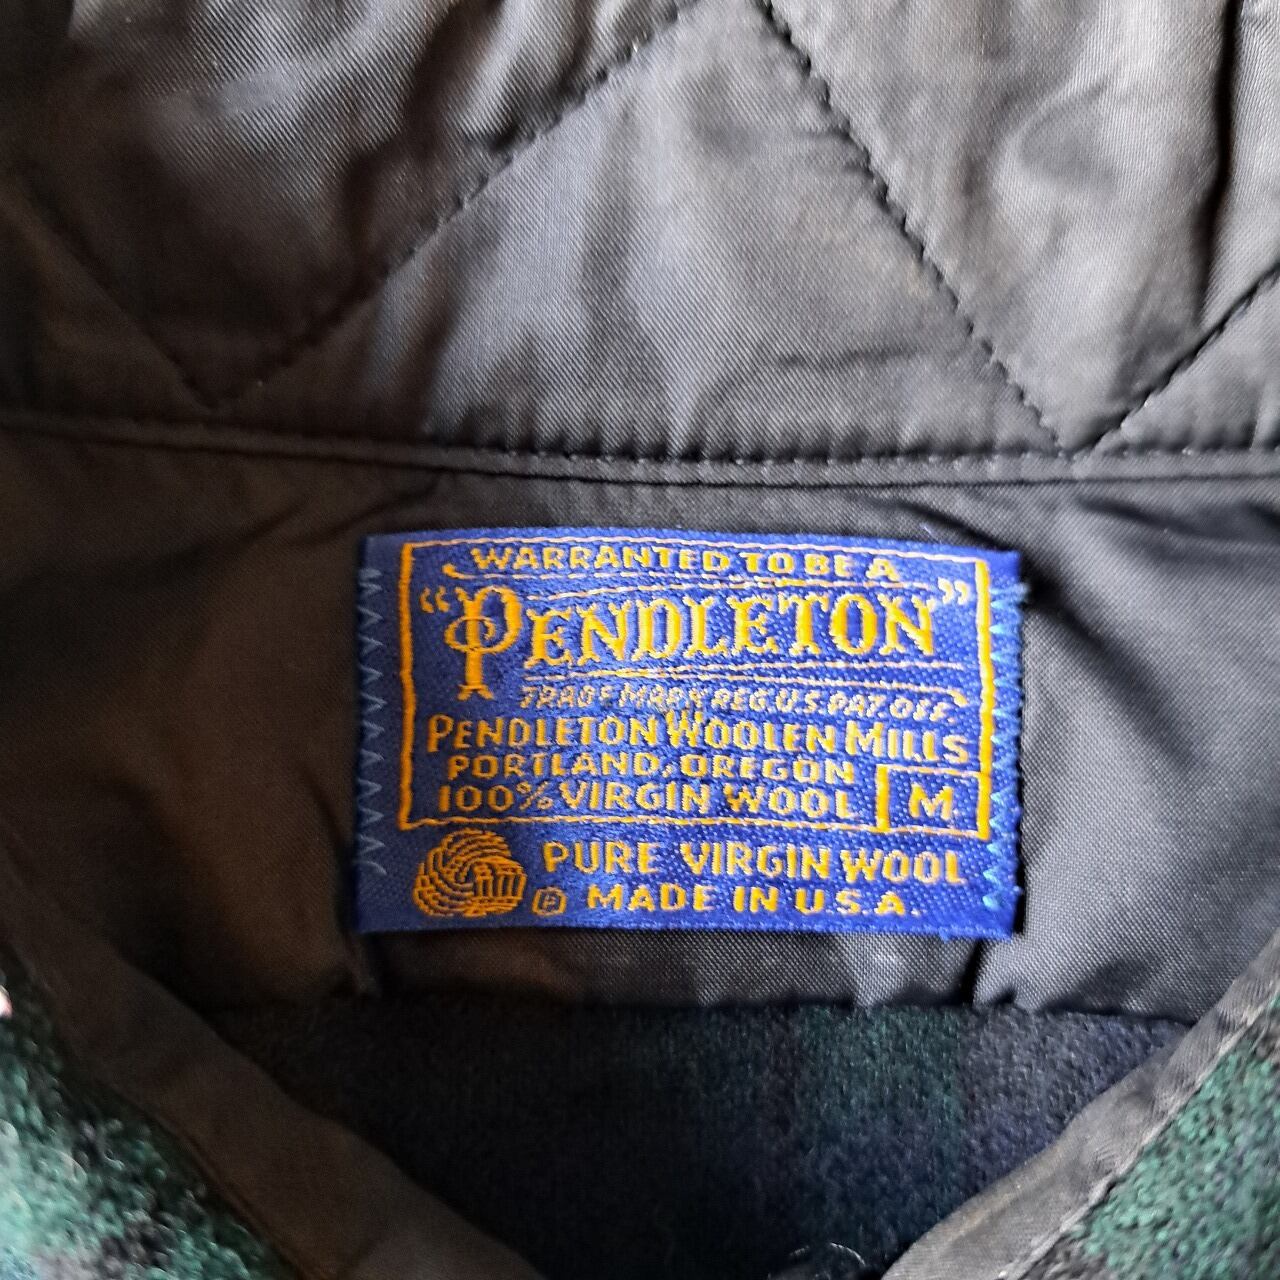 WARRANTED TO BE A
"PENDLETON"
TRADE MARK REG. U.S. PAT. OFF.
PENDLETON WOOLEN MILLS
PORTLAND, OREGON
100% VIRGIN WOOL M
PURE VIRGIN WOOL
MADE IN U.S.A.